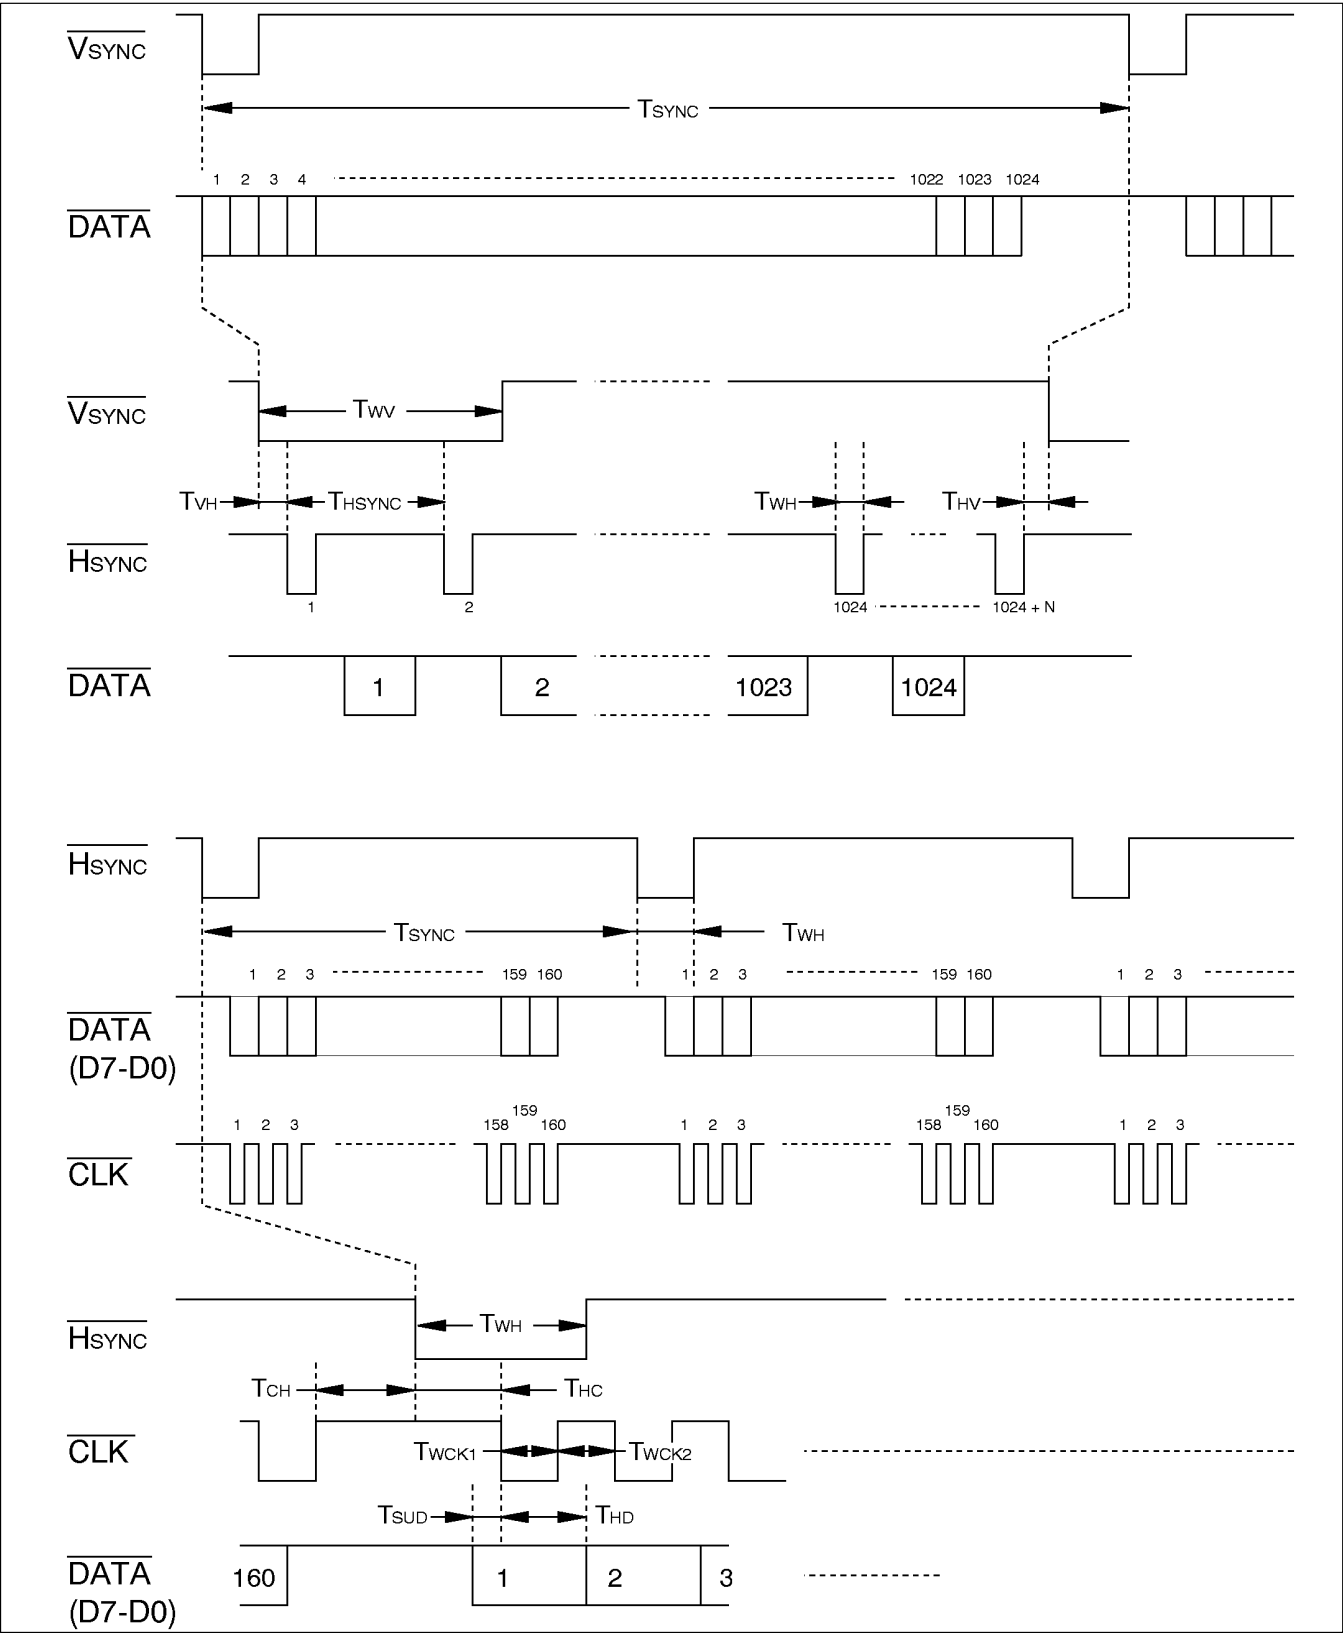 VSYNC
TSYNC
1 2 3 4 1022 1023 1024
DATA
VSYNC
TWV
TVH THSYNC TWH THV
HSYNC
1 2 1024 1024 + N
DATA
1 2 1023 1024
HSYNC
TSYNC TWH
1 2 3 159 160 1 2 3 159 160 1 2 3
DATA
(D7-D0)
159 159
1 2 3 158 160 1 2 3 158 160 1 2 3
CLK
HSYNC
TWH
TCH THC
CLK
TWCK1 TWCK2
TSUD THD
DATA
160 1 2 3
(D7-D0)